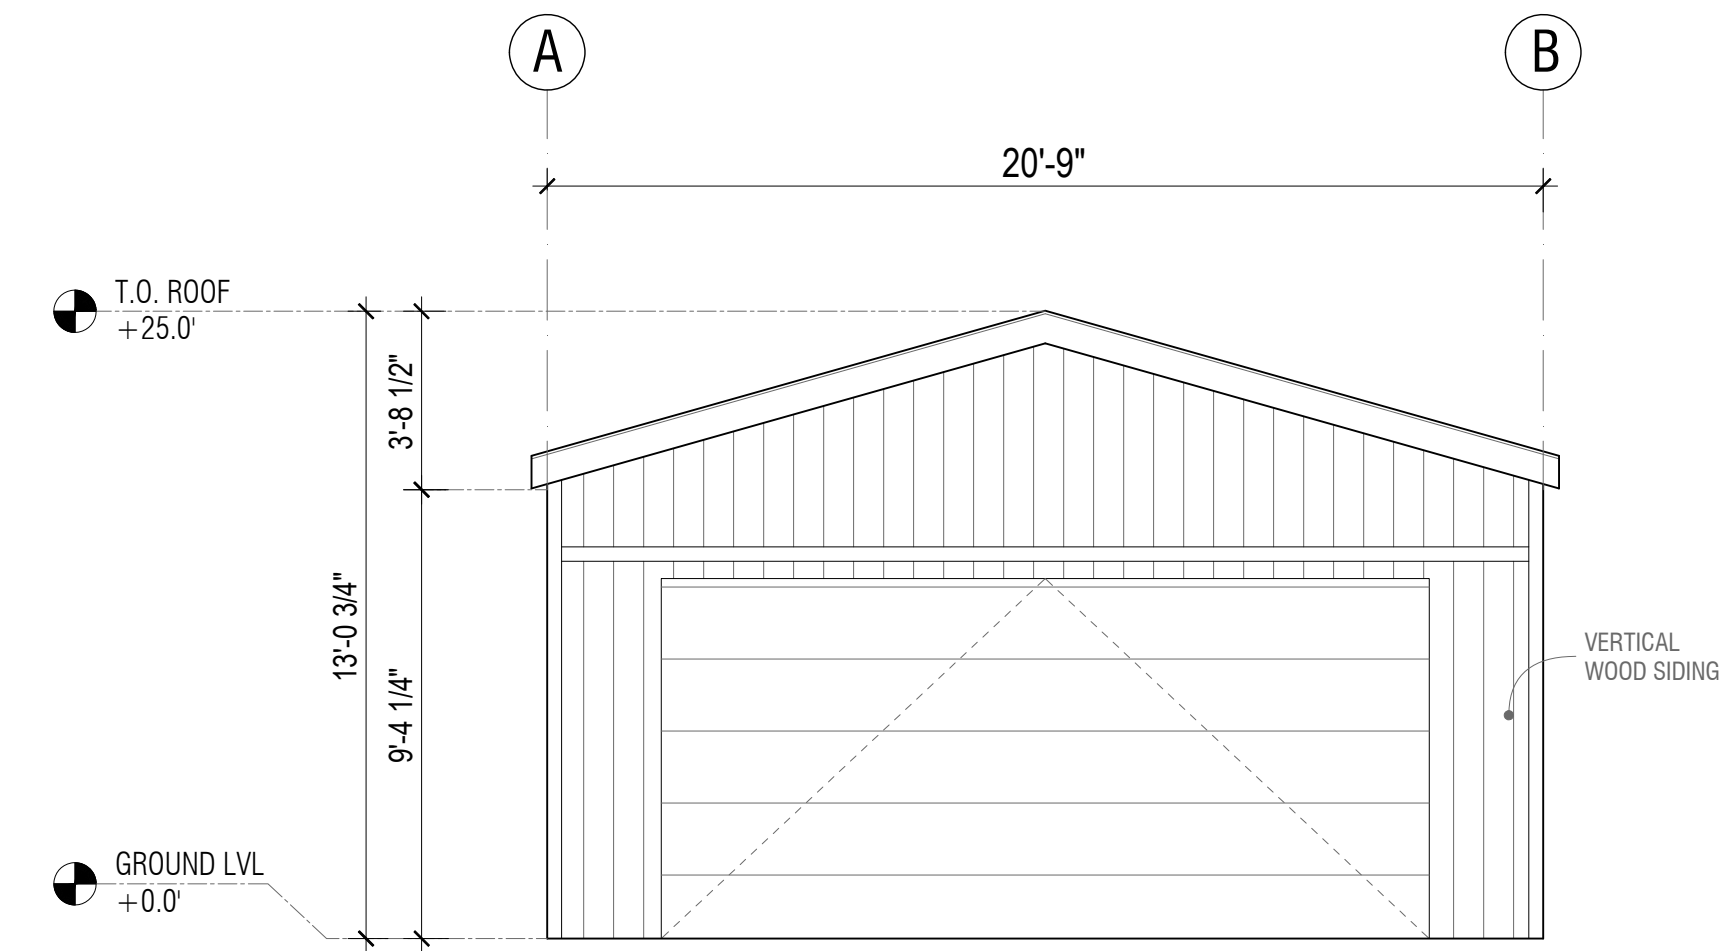 A
B
20'-9"
T.O. ROOF
+25.0'
3'-8 1/2"
13'-0 3/4"
9'-4 1/4"
VERTICAL
WOOD SIDING
GROUND LVL
+0.0'